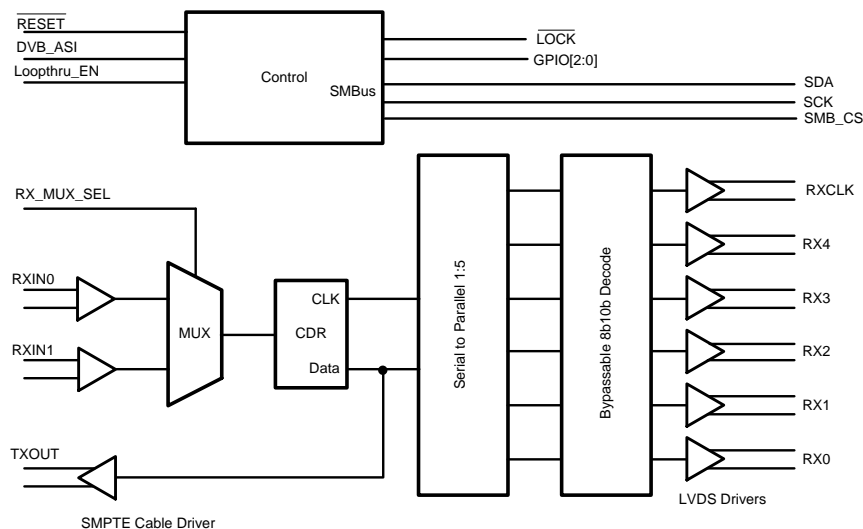 RESET
DVB_ASI
Loopthru_EN
Control
SMBus
LOCK
GPIO[2:0]
SDA
SCK
SMB_CS
RX_MUX_SEL
RXIN0
RXIN1
MUX
CLK
CDR
Data
Serial to Parallel 1:5
Bypassable 8b10b Decode
RXCLK
RX4
RX3
RX2
RX1
RX0
TXOUT
SMPTE Cable Driver
LVDS Drivers